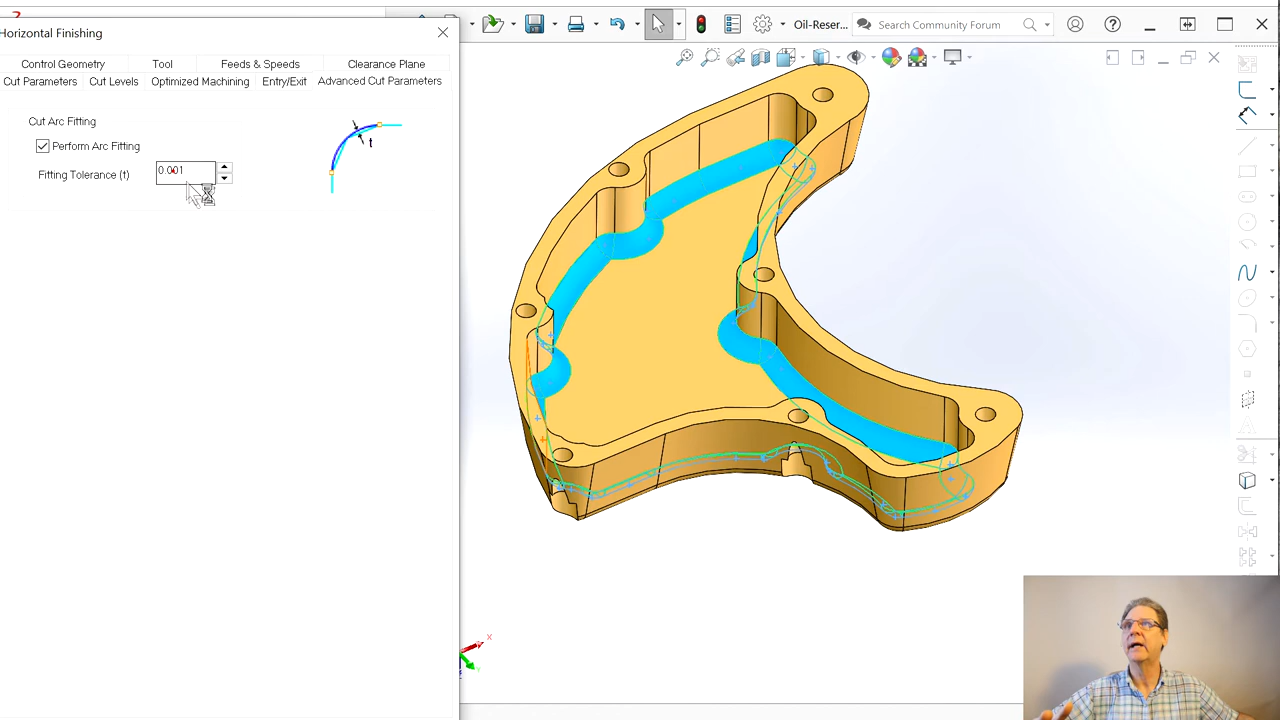 Oil-Reser...
Search Community Forum
Horizontal Finishing
Control Geometry Tool Feeds & Speeds Clearance Plane
Cut Parameters Cut Levels Optimized Machining Entry/Exit Advanced Cut Parameters
Cut Arc Fitting
Perform Arc Fitting
Fitting Tolerance (t) 0.001
t
X